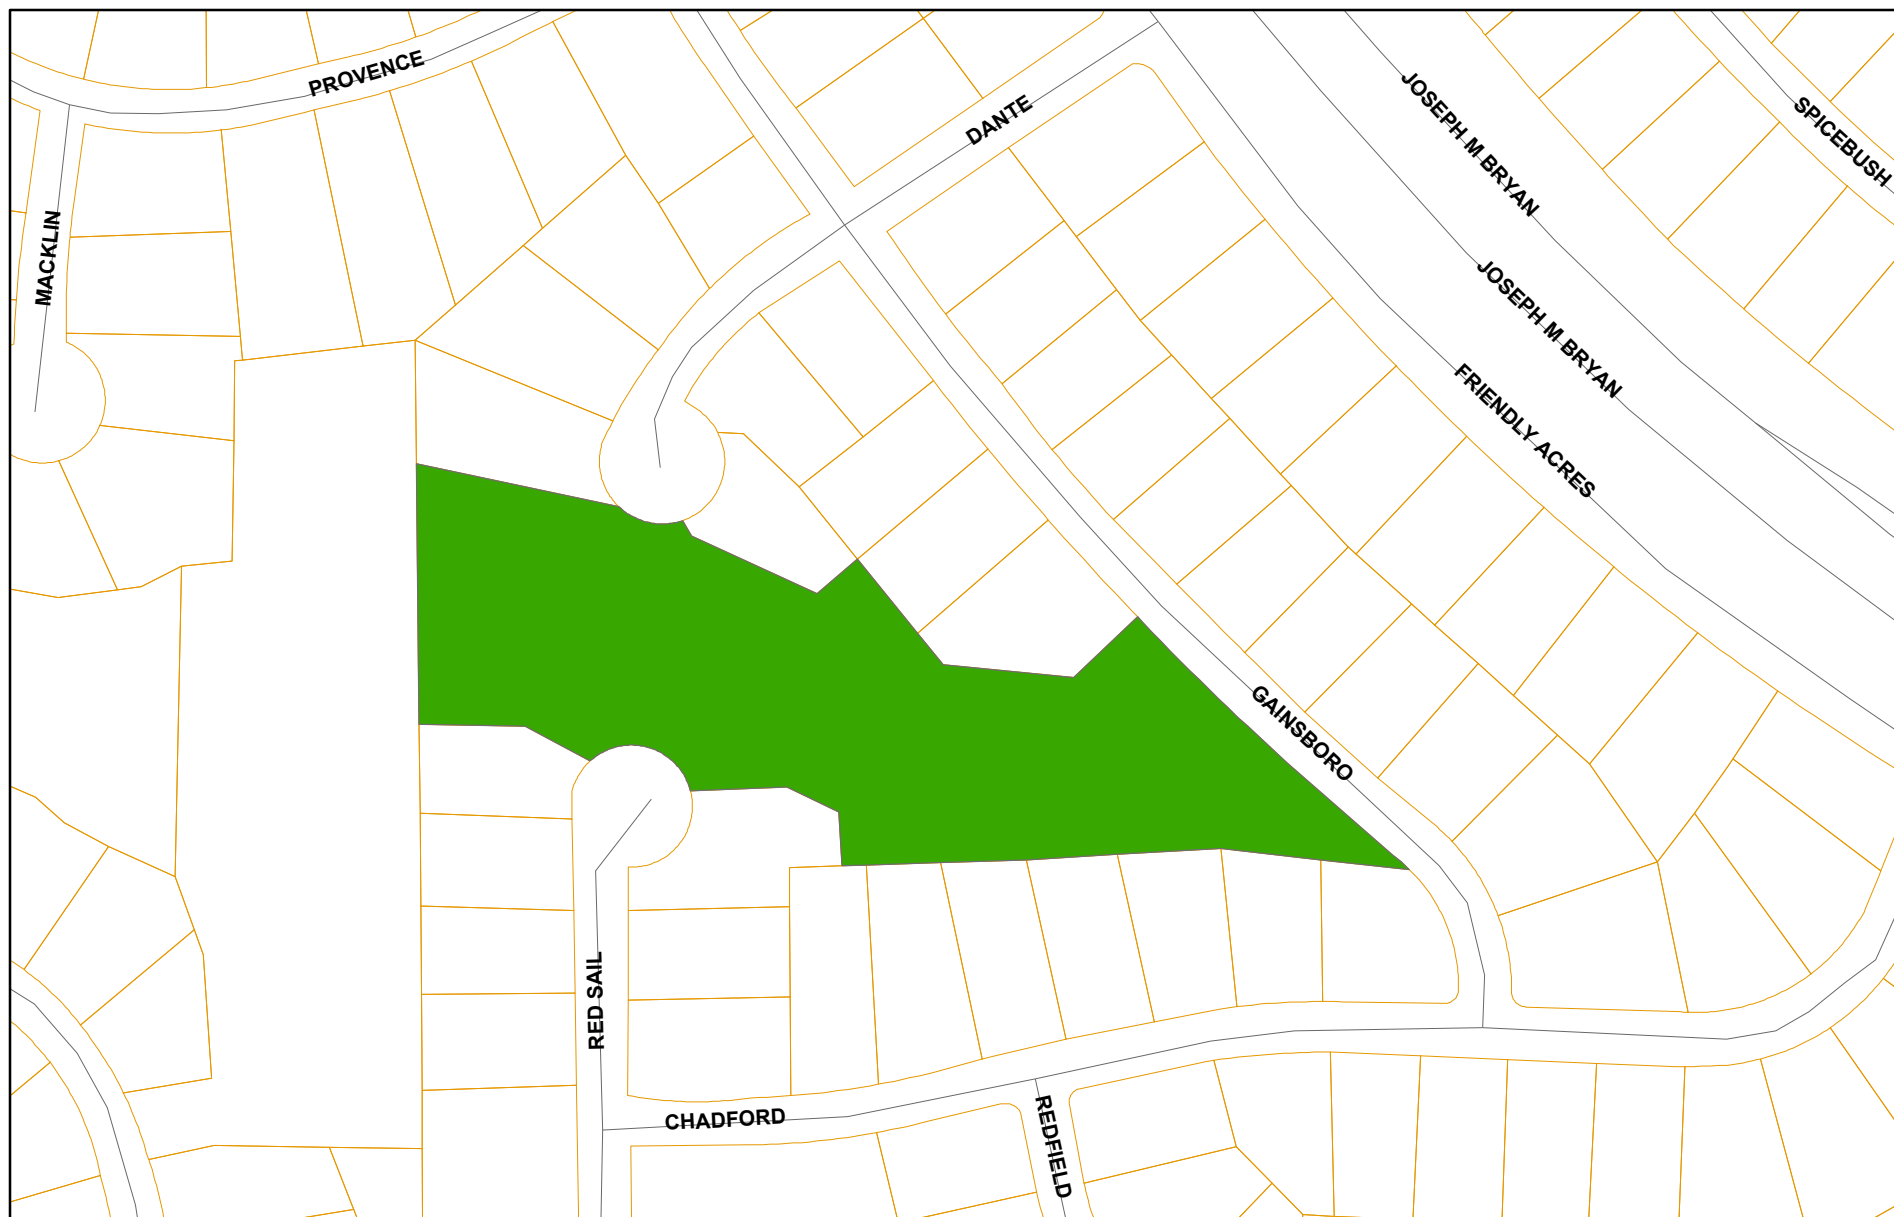 PROVENCE
DANTE
JOSEPH M BRYAN
SPICEBUSH
MACKLIN
JOSEPH M BRYAN
FRIENDLY ACRES
GAINSBORO
RED SAIL
CHADFORD
REDFIELD